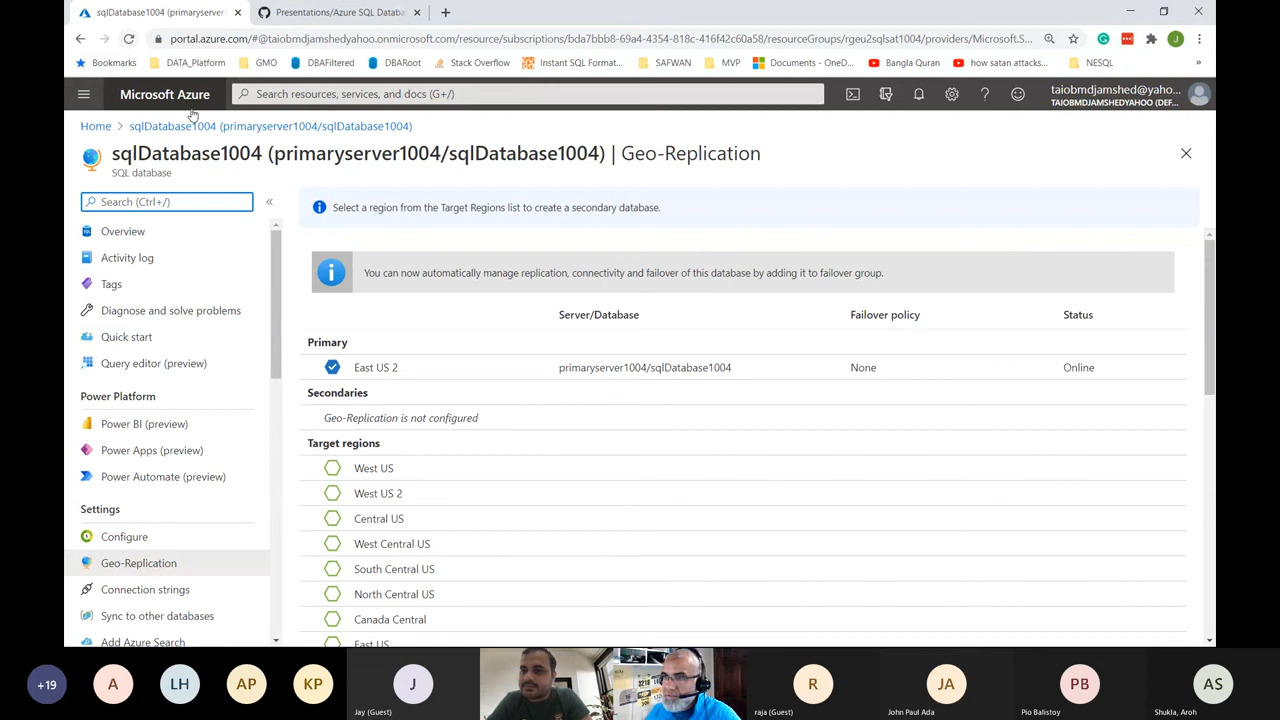 sqlDatabase1004 (primaryserver1
Presentations/Azure SQL Databa
portal.azure.com/#@taiobmdjamshedyahoo.onmicrosoft.com/resource/subscriptions/bda7bbb8-69a4-4354-818c-416f42c60a58/resourceGroups/rgeu2sqlsat1004/providers/Microsoft.S...
J
Bookmarks
DATA_Platform
GMO
DBAFiltered
DBARoot
Stack Overflow
Instant SQL Format...
SAFWAN
MVP
Documents - OneD...
Bangla Quran
how satan attacks...
NESQL
»
Microsoft Azure
Search resources, services, and docs (G+/)
taiobmdjamshed@yaho...
TAIOBMDJAMSHEDYAHOO (DEF...
Home > sqlDatabase1004 (primaryserver1004/sqlDatabase1004)
sqlDatabase1004 (primaryserver1004/sqlDatabase1004) | Geo-Replication
SQL database
Search (Ctrl+/)
«
Overview
Activity log
Tags
Diagnose and solve problems
Quick start
Query editor (preview)
Power Platform
Power BI (preview)
Power Apps (preview)
Power Automate (preview)
Settings
Configure
Geo-Replication
Connection strings
Sync to other databases
Add Azure Search
Select a region from the Target Regions list to create a secondary database.
You can now automatically manage replication, connectivity and failover of this database by adding it to failover group.
Server/Database Failover policy Status
Primary
East US 2 primaryserver1004/sqlDatabase1004 None Online
Secondaries
Geo-Replication is not configured
Target regions
West US
West US 2
Central US
West Central US
South Central US
North Central US
Canada Central
East US
+19
A
LH
AP
KP
J
Jay (Guest)
R
raja (Guest)
JA
John Paul Ada
PB
Pio Balistoy
AS
Shukla, Aroh